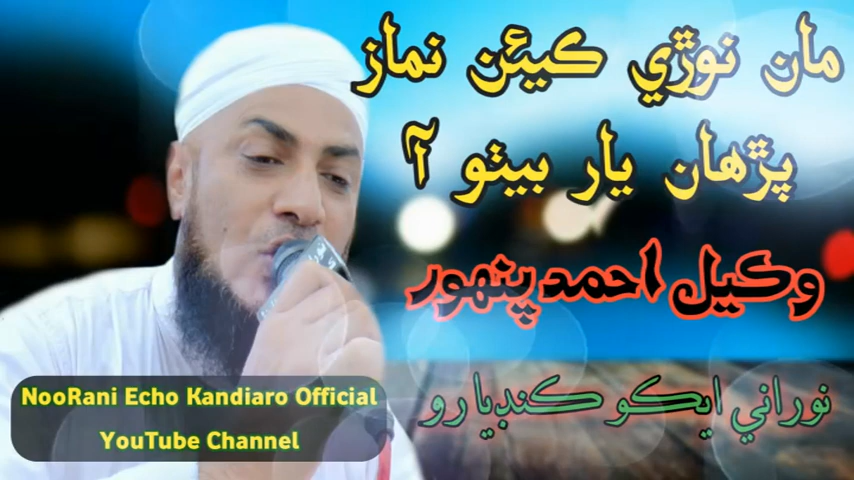 مان نوڙي ڪيئن نماز
پڙهان يار بيٺو آ
وڪيل احمد پنهور
نوراني ايڪو ڪنڊيارو
NooRani Echo Kandiaro Official
YouTube Channel